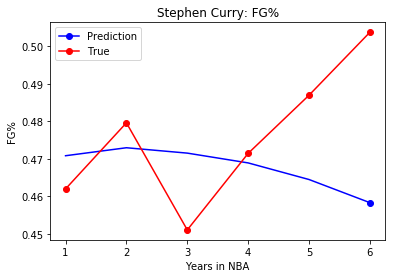 Stephen Curry: FG%
Prediction
True
0.50
0.49
0.48
0.47
0.46
0.45
FG%
1 2 3 4 5 6
Years in NBA